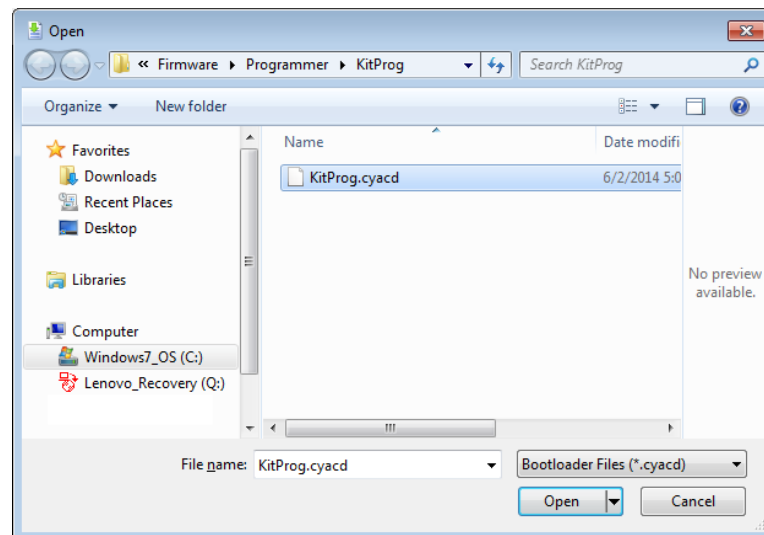 Open
« Firmware ▸ Programmer ▸ KitProg
Search KitProg
Organize
New folder
Name
Date modifi
Favorites
Downloads
Recent Places
Desktop
Libraries
Computer
Windows7_OS (C:)
Lenovo_Recovery (Q:)
KitProg.cyacd
6/2/2014 5:0
No preview
available.
File name:
KitProg.cyacd
Bootloader Files (*.cyacd)
Open
Cancel